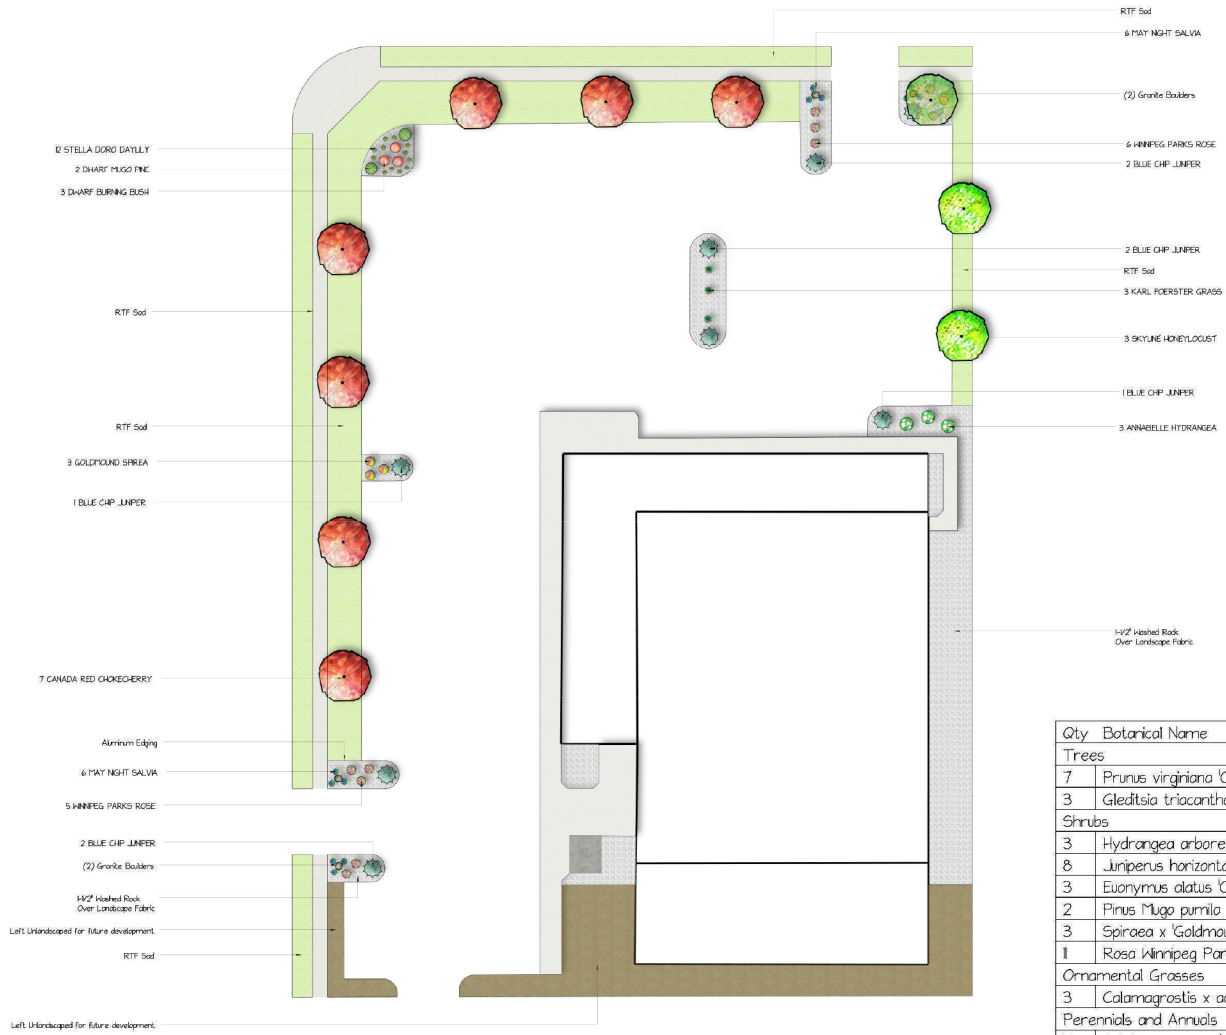 RTF Sod
6 MAY NIGHT SALVIA
(2) Granite Boulders
6 WINNIPEG PARKS ROSE
2 BLUE CHIP JUNIPER
12 STELLA DORO DAYLILY
2 DWARF MUGO PINE
3 DWARF BURNING BUSH
2 BLUE CHIP JUNIPER
RTF Sod
3 KARL FOERSTER GRASS
3 SKYLINE HONEYLOCUST
RTF Sod
1 BLUE CHIP JUNIPER
3 ANNABELLE HYDRANGEA
RTF Sod
3 GOLDMOUND SPIREA
1 BLUE CHIP JUNIPER
1-1/2" Washed Rock
Over Landscape Fabric
7 CANADA RED CHOKECHERRY
Aluminum Edging
6 MAY NIGHT SALVIA
5 WINNIPEG PARKS ROSE
2 BLUE CHIP JUNIPER
(2) Granite Boulders
1-1/2" Washed Rock
Over Landscape Fabric
Left Unlandscaped for future development
RTF Sod
Left Unlandscaped for future development
Qty Botanical Name
Trees
7 Prunus virginiana 'C
3 Gleditsia triacantho
Shrubs
3 Hydrangea arbore
8 Juniperus horizonta
3 Euonymus alatus 'C
2 Pinus Mugo pumilo
3 Spiraea x 'Goldmou
11 Rosa Winnipeg Par
Ornamental Grasses
3 Calamagrostis x ac
Perennials and Annuals